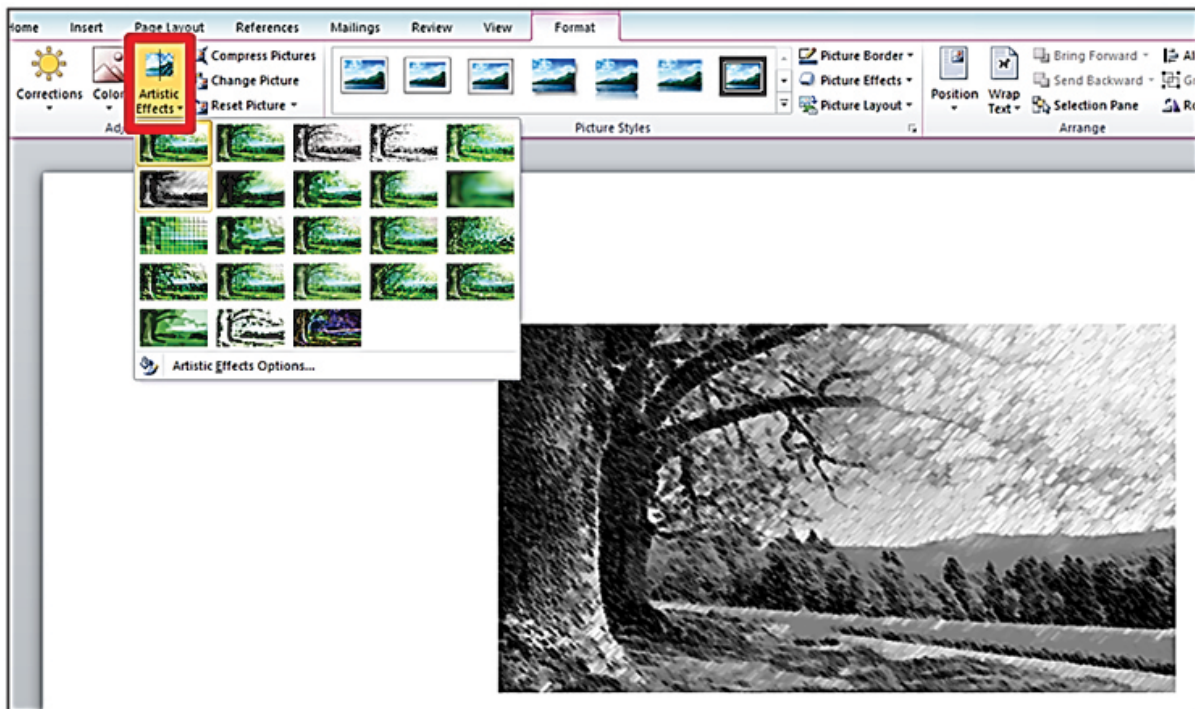 Insert Page Layout References Mailings Review View Format
Corrections
Artistic Effects
Compress Pictures
Change Picture
Reset Picture
Picture Styles
Picture Border
Picture Effects
Picture Layout
Position
Wrap Text
Bring Forward
Send Backward
Selection Pane
Arrange
Artistic Effects Options...